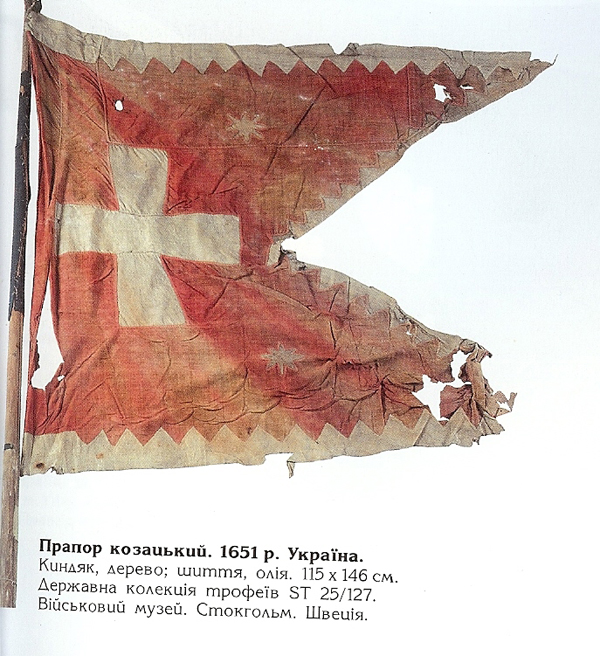 Прапор козацький. 1651 р. Україна.
Киндяк, дерево; шиття, олія. 115 х 146 см.
Державна колекція трофеїв ST 25/127.
Військовий музей. Стокгольм. Швеція.